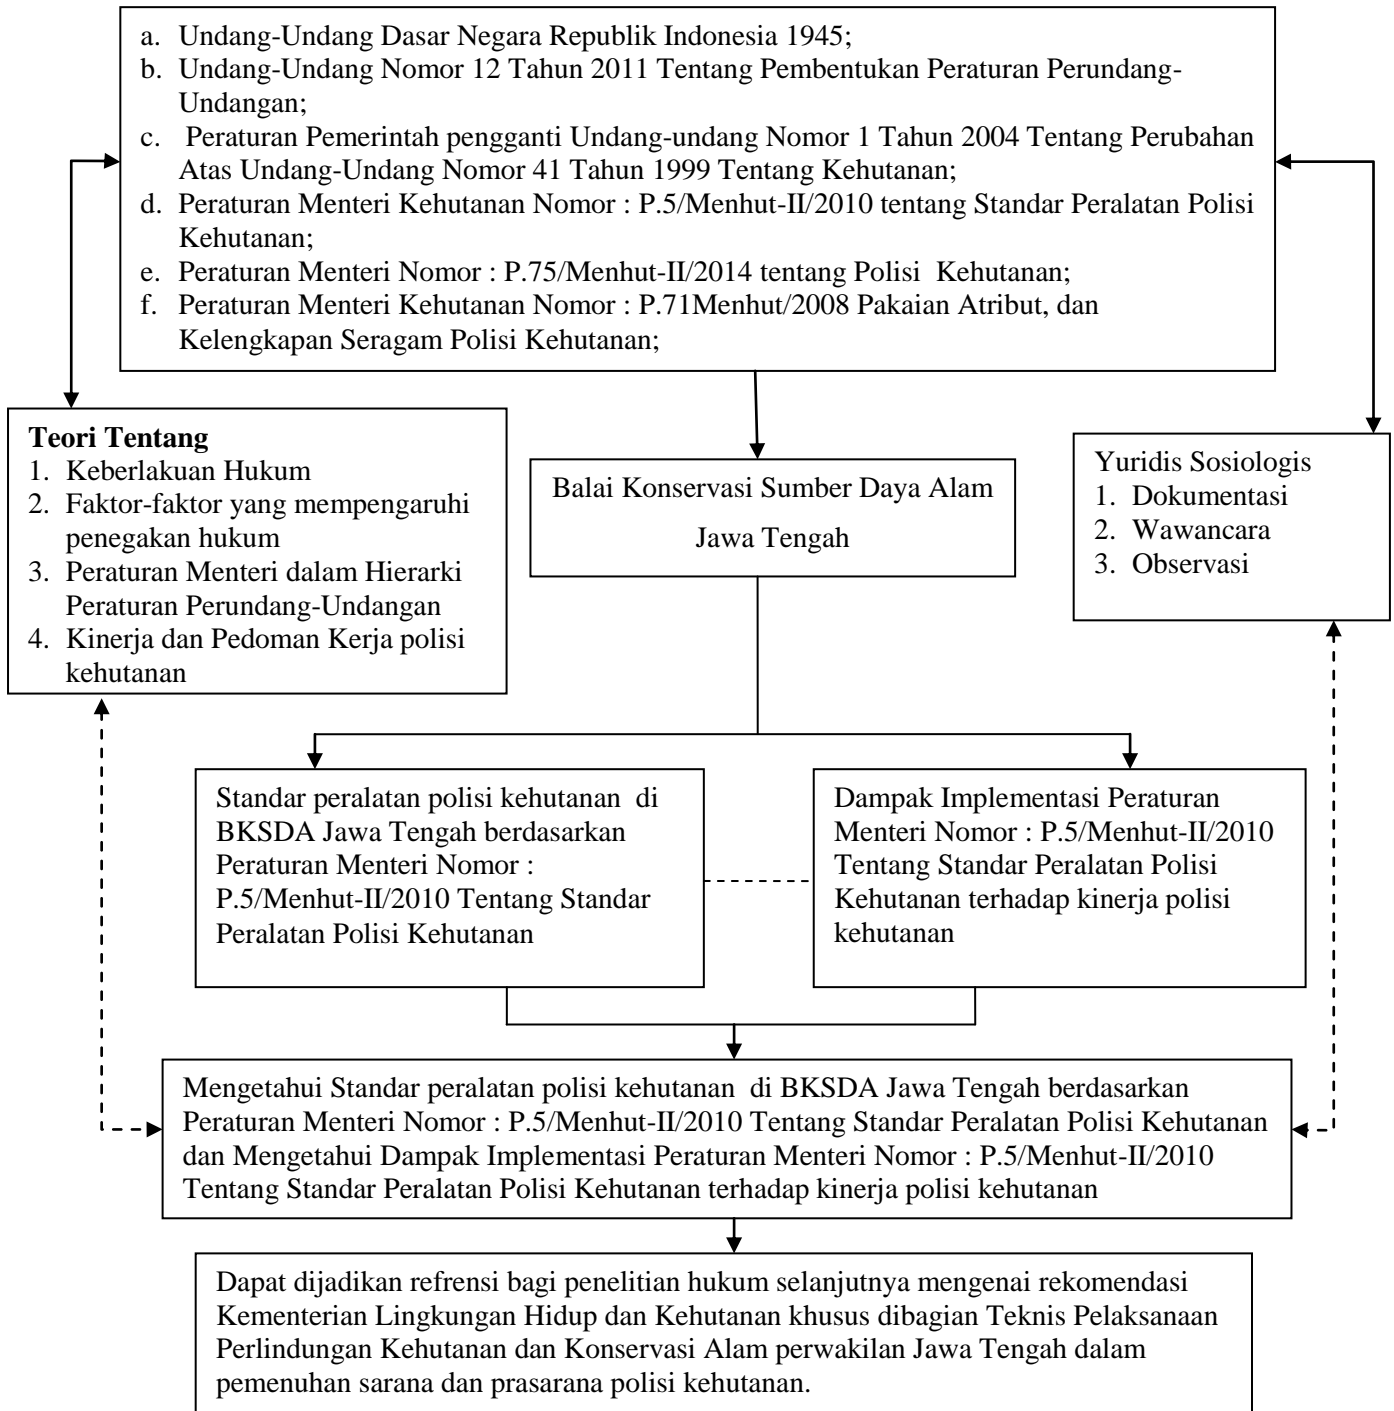 a. Undang-Undang Dasar Negara Republik Indonesia 1945;
b. Undang-Undang Nomor 12 Tahun 2011 Tentang Pembentukan Peraturan Perundang-
Undangan;
c. Peraturan Pemerintah pengganti Undang-undang Nomor 1 Tahun 2004 Tentang Perubahan
Atas Undang-Undang Nomor 41 Tahun 1999 Tentang Kehutanan;
d. Peraturan Menteri Kehutanan Nomor : P.5/Menhut-II/2010 tentang Standar Peralatan Polisi
Kehutanan;
e. Peraturan Menteri Nomor : P.75/Menhut-II/2014 tentang Polisi Kehutanan;
f. Peraturan Menteri Kehutanan Nomor : P.71Menhut/2008 Pakaian Atribut, dan
Kelengkapan Seragam Polisi Kehutanan;
Teori Tentang
1. Keberlakuan Hukum
2. Faktor-faktor yang mempengaruhi
penegakan hukum
3. Peraturan Menteri dalam Hierarki
Peraturan Perundang-Undangan
4. Kinerja dan Pedoman Kerja polisi
kehutanan
Balai Konservasi Sumber Daya Alam
Jawa Tengah
Yuridis Sosiologis
1. Dokumentasi
2. Wawancara
3. Observasi
Standar peralatan polisi kehutanan di
BKSDA Jawa Tengah berdasarkan
Peraturan Menteri Nomor :
P.5/Menhut-II/2010 Tentang Standar
Peralatan Polisi Kehutanan
Dampak Implementasi Peraturan
Menteri Nomor : P.5/Menhut-II/2010
Tentang Standar Peralatan Polisi
Kehutanan terhadap kinerja polisi
kehutanan
Mengetahui Standar peralatan polisi kehutanan di BKSDA Jawa Tengah berdasarkan
Peraturan Menteri Nomor : P.5/Menhut-II/2010 Tentang Standar Peralatan Polisi Kehutanan
dan Mengetahui Dampak Implementasi Peraturan Menteri Nomor : P.5/Menhut-II/2010
Tentang Standar Peralatan Polisi Kehutanan terhadap kinerja polisi kehutanan
Dapat dijadikan refrensi bagi penelitian hukum selanjutnya mengenai rekomendasi
Kementerian Lingkungan Hidup dan Kehutanan khusus dibagian Teknis Pelaksanaan
Perlindungan Kehutanan dan Konservasi Alam perwakilan Jawa Tengah dalam
pemenuhan sarana dan prasarana polisi kehutanan.